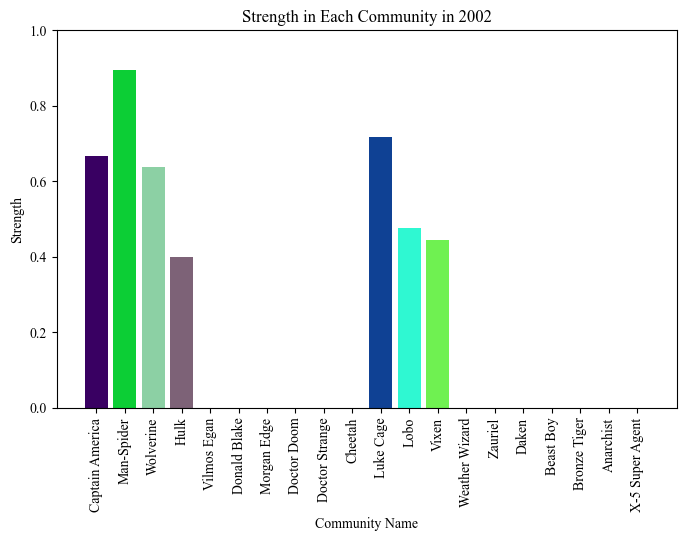 Strength in Each Community in 2002
1.0
0.8
0.6
0.4
0.2
0.0
Strength
Captain America
Man-Spider
Wolverine
Hulk
Vilmos Egan
Donald Blake
Morgan Edge
Doctor Doom
Doctor Strange
Cheetah
Luke Cage
Lobo
Vixen
Weather Wizard
Zauriel
Daken
Beast Boy
Bronze Tiger
Anarchist
X-5 Super Agent
Community Name